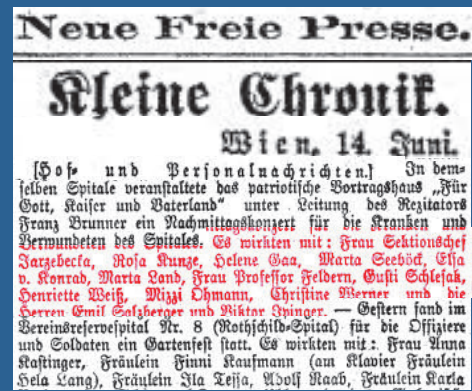 Neue Freie Presse.
Kleine Chronik.
Wien, 14. Juni.
[Hof- und Personalnachrichten.] In dem-
selben Spitale veranstaltete das patriotische Vortragshaus „Für
Gott, Kaiser und Vaterland“ unter Leitung des Rezitators
Franz Brunner ein Nachmittagskonzert für die Kranken und
Verwundeten des Spitales. Es wirkten mit: Frau Sektionschef
Jarzebecka, Rosa Kunze, Helene Gaa, Marta Seeböck, Elsa
v. Konrad, Marta Land, Frau Professor Feldern, Gusti Schlesak,
Henriette Weiß, Mizzi Ohmann, Christine Werner und die
Herren Emil Salzberger und Viktor Ipinger. — Gestern fand im
Vereinsreservespital Nr. 8 (Rothschild-Spital) für die Offiziere
und Soldaten ein Gartenfest statt. Es wirkten mit: Frau Anna
Kastinger, Fräulein Finni Kaufmann (am Klavier Fräulein
Hela Lang), Fräulein Ila Tessa, Adolf Raab, Fräulein Karla